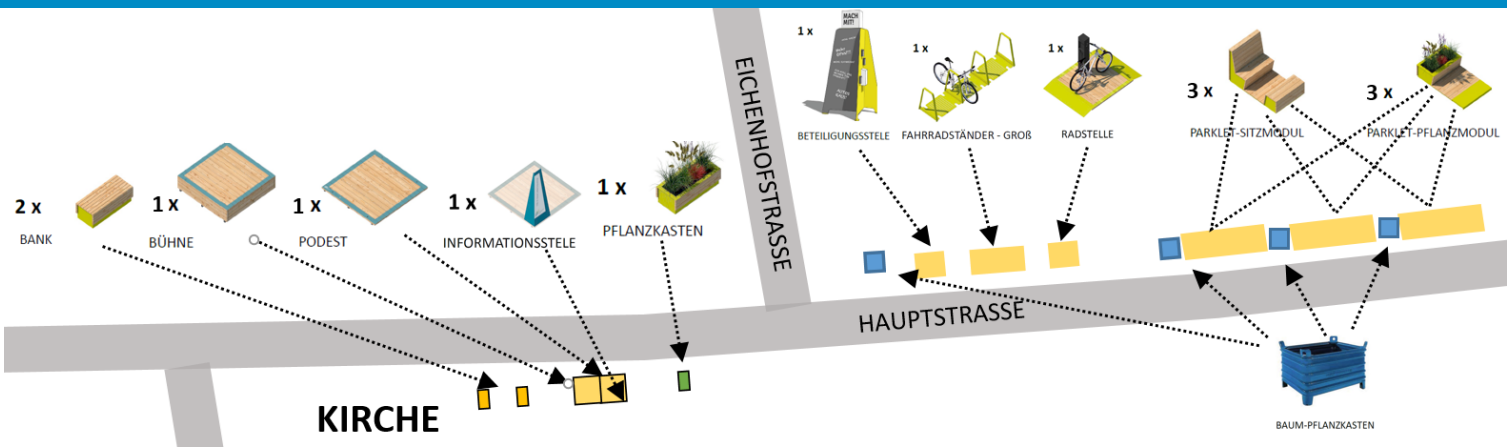 MACH
MIT!
1 x
BETEILIGUNGSSTELE
1 x
FAHRRADSTÄNDER - GROß
1 x
RADSTELLE
3 x
PARKLET-SITZMODUL
3 x
PARKLET-PFLANZMODUL
EICHENHOFSTRASSE
2 x
BANK
1 x
BÜHNE
1 x
PODEST
1 x
INFORMATIONSSTELE
1 x
PFLANZKASTEN
HAUPTSTRASSE
KIRCHE
BAUM-PFLANZKASTEN